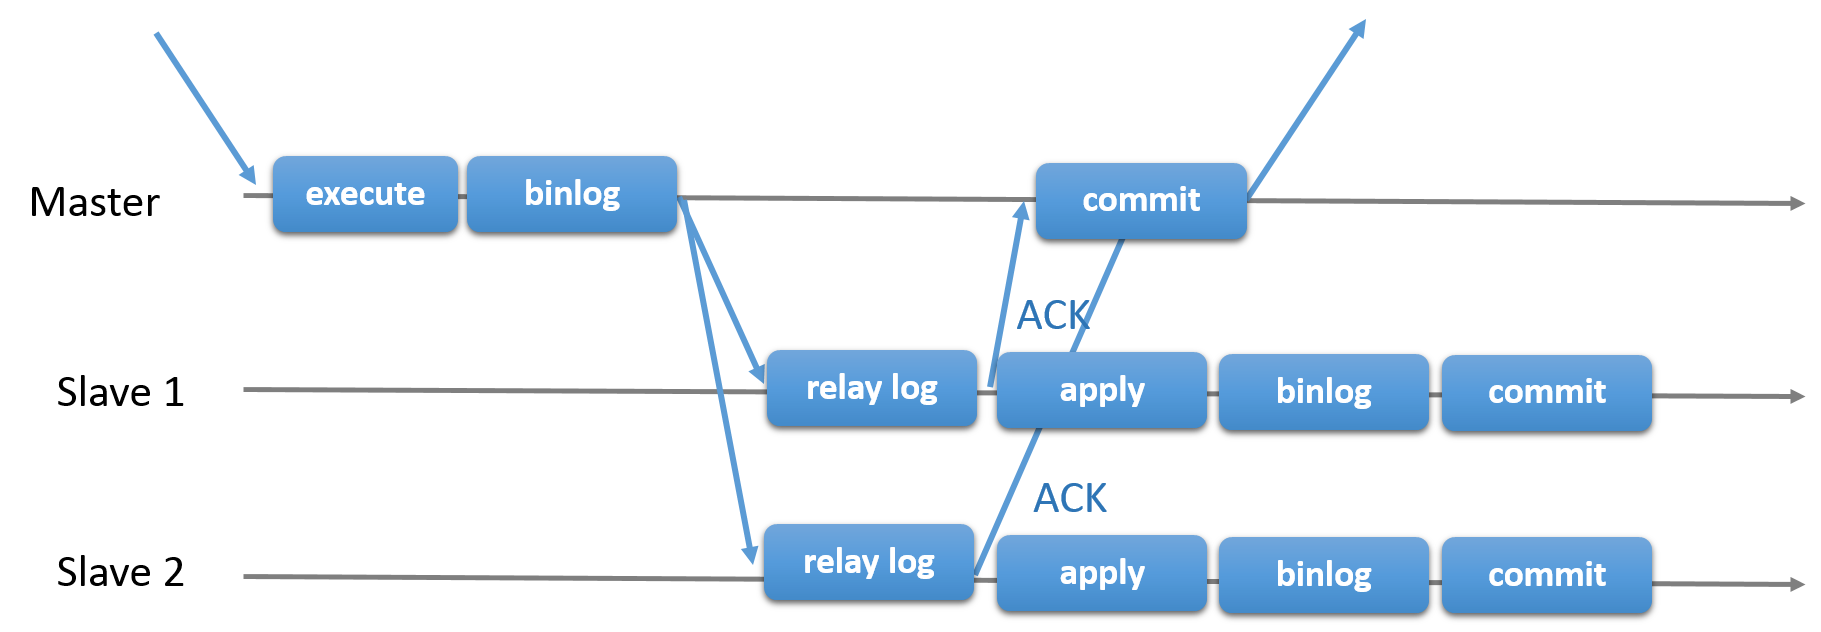 Master
execute
binlog
commit
ACK
Slave 1
relay log
apply
binlog
commit
ACK
Slave 2
relay log
apply
binlog
commit